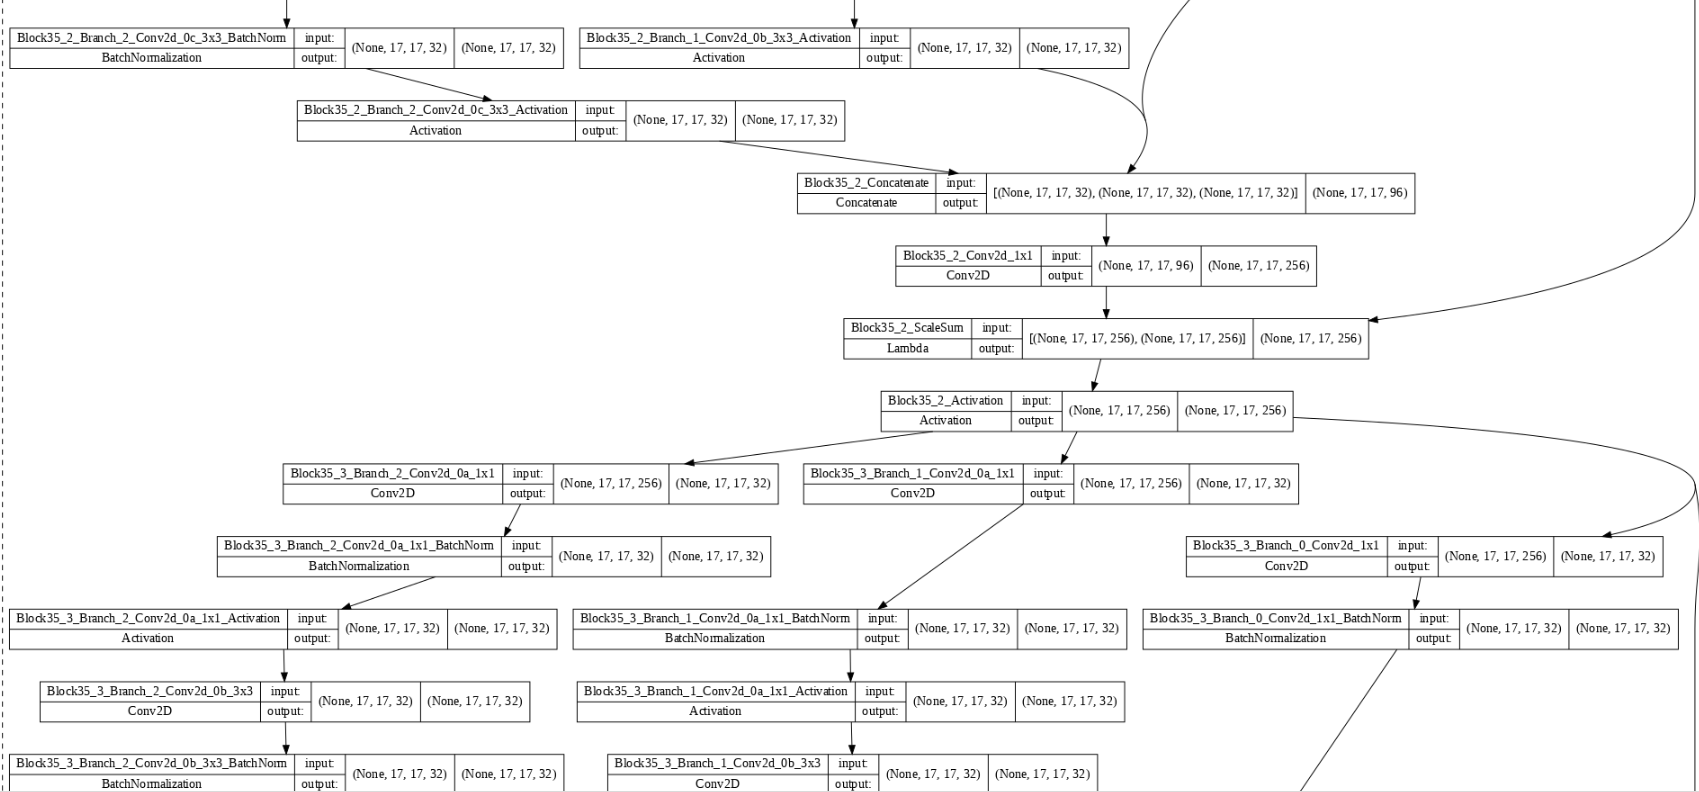 Block35_2_Branch_2_Conv2d_0c_3x3_BatchNorm input: (None, 17, 17, 32) (None, 17, 17, 32)
BatchNormalization output:
Block35_2_Branch_1_Conv2d_0b_3x3_Activation input: (None, 17, 17, 32) (None, 17, 17, 32)
Activation output:
Block35_2_Branch_2_Conv2d_0c_3x3_Activation input: (None, 17, 17, 32) (None, 17, 17, 32)
Activation output:
Block35_2_Concatenate input: [(None, 17, 17, 32), (None, 17, 17, 32), (None, 17, 17, 32)] (None, 17, 17, 96)
Concatenate output:
Block35_2_Conv2d_1x1 input: (None, 17, 17, 96) (None, 17, 17, 256)
Conv2D output:
Block35_2_ScaleSum input: [(None, 17, 17, 256), (None, 17, 17, 256)] (None, 17, 17, 256)
Lambda output:
Block35_2_Activation input: (None, 17, 17, 256) (None, 17, 17, 256)
Activation output:
Block35_3_Branch_2_Conv2d_0a_1x1 input: (None, 17, 17, 256) (None, 17, 17, 32)
Conv2D output:
Block35_3_Branch_1_Conv2d_0a_1x1 input: (None, 17, 17, 256) (None, 17, 17, 32)
Conv2D output:
Block35_3_Branch_2_Conv2d_0a_1x1_BatchNorm input: (None, 17, 17, 32) (None, 17, 17, 32)
BatchNormalization output:
Block35_3_Branch_0_Conv2d_1x1 input: (None, 17, 17, 256) (None, 17, 17, 32)
Conv2D output:
Block35_3_Branch_2_Conv2d_0a_1x1_Activation input: (None, 17, 17, 32) (None, 17, 17, 32)
Activation output:
Block35_3_Branch_1_Conv2d_0a_1x1_BatchNorm input: (None, 17, 17, 32) (None, 17, 17, 32)
BatchNormalization output:
Block35_3_Branch_0_Conv2d_1x1_BatchNorm input: (None, 17, 17, 32) (None, 17, 17, 32)
BatchNormalization output:
Block35_3_Branch_2_Conv2d_0b_3x3 input: (None, 17, 17, 32) (None, 17, 17, 32)
Conv2D output:
Block35_3_Branch_1_Conv2d_0a_1x1_Activation input: (None, 17, 17, 32) (None, 17, 17, 32)
Activation output:
Block35_3_Branch_2_Conv2d_0b_3x3_BatchNorm input: (None, 17, 17, 32) (None, 17, 17, 32)
BatchNormalization output:
Block35_3_Branch_1_Conv2d_0b_3x3 input: (None, 17, 17, 32) (None, 17, 17, 32)
Conv2D output: